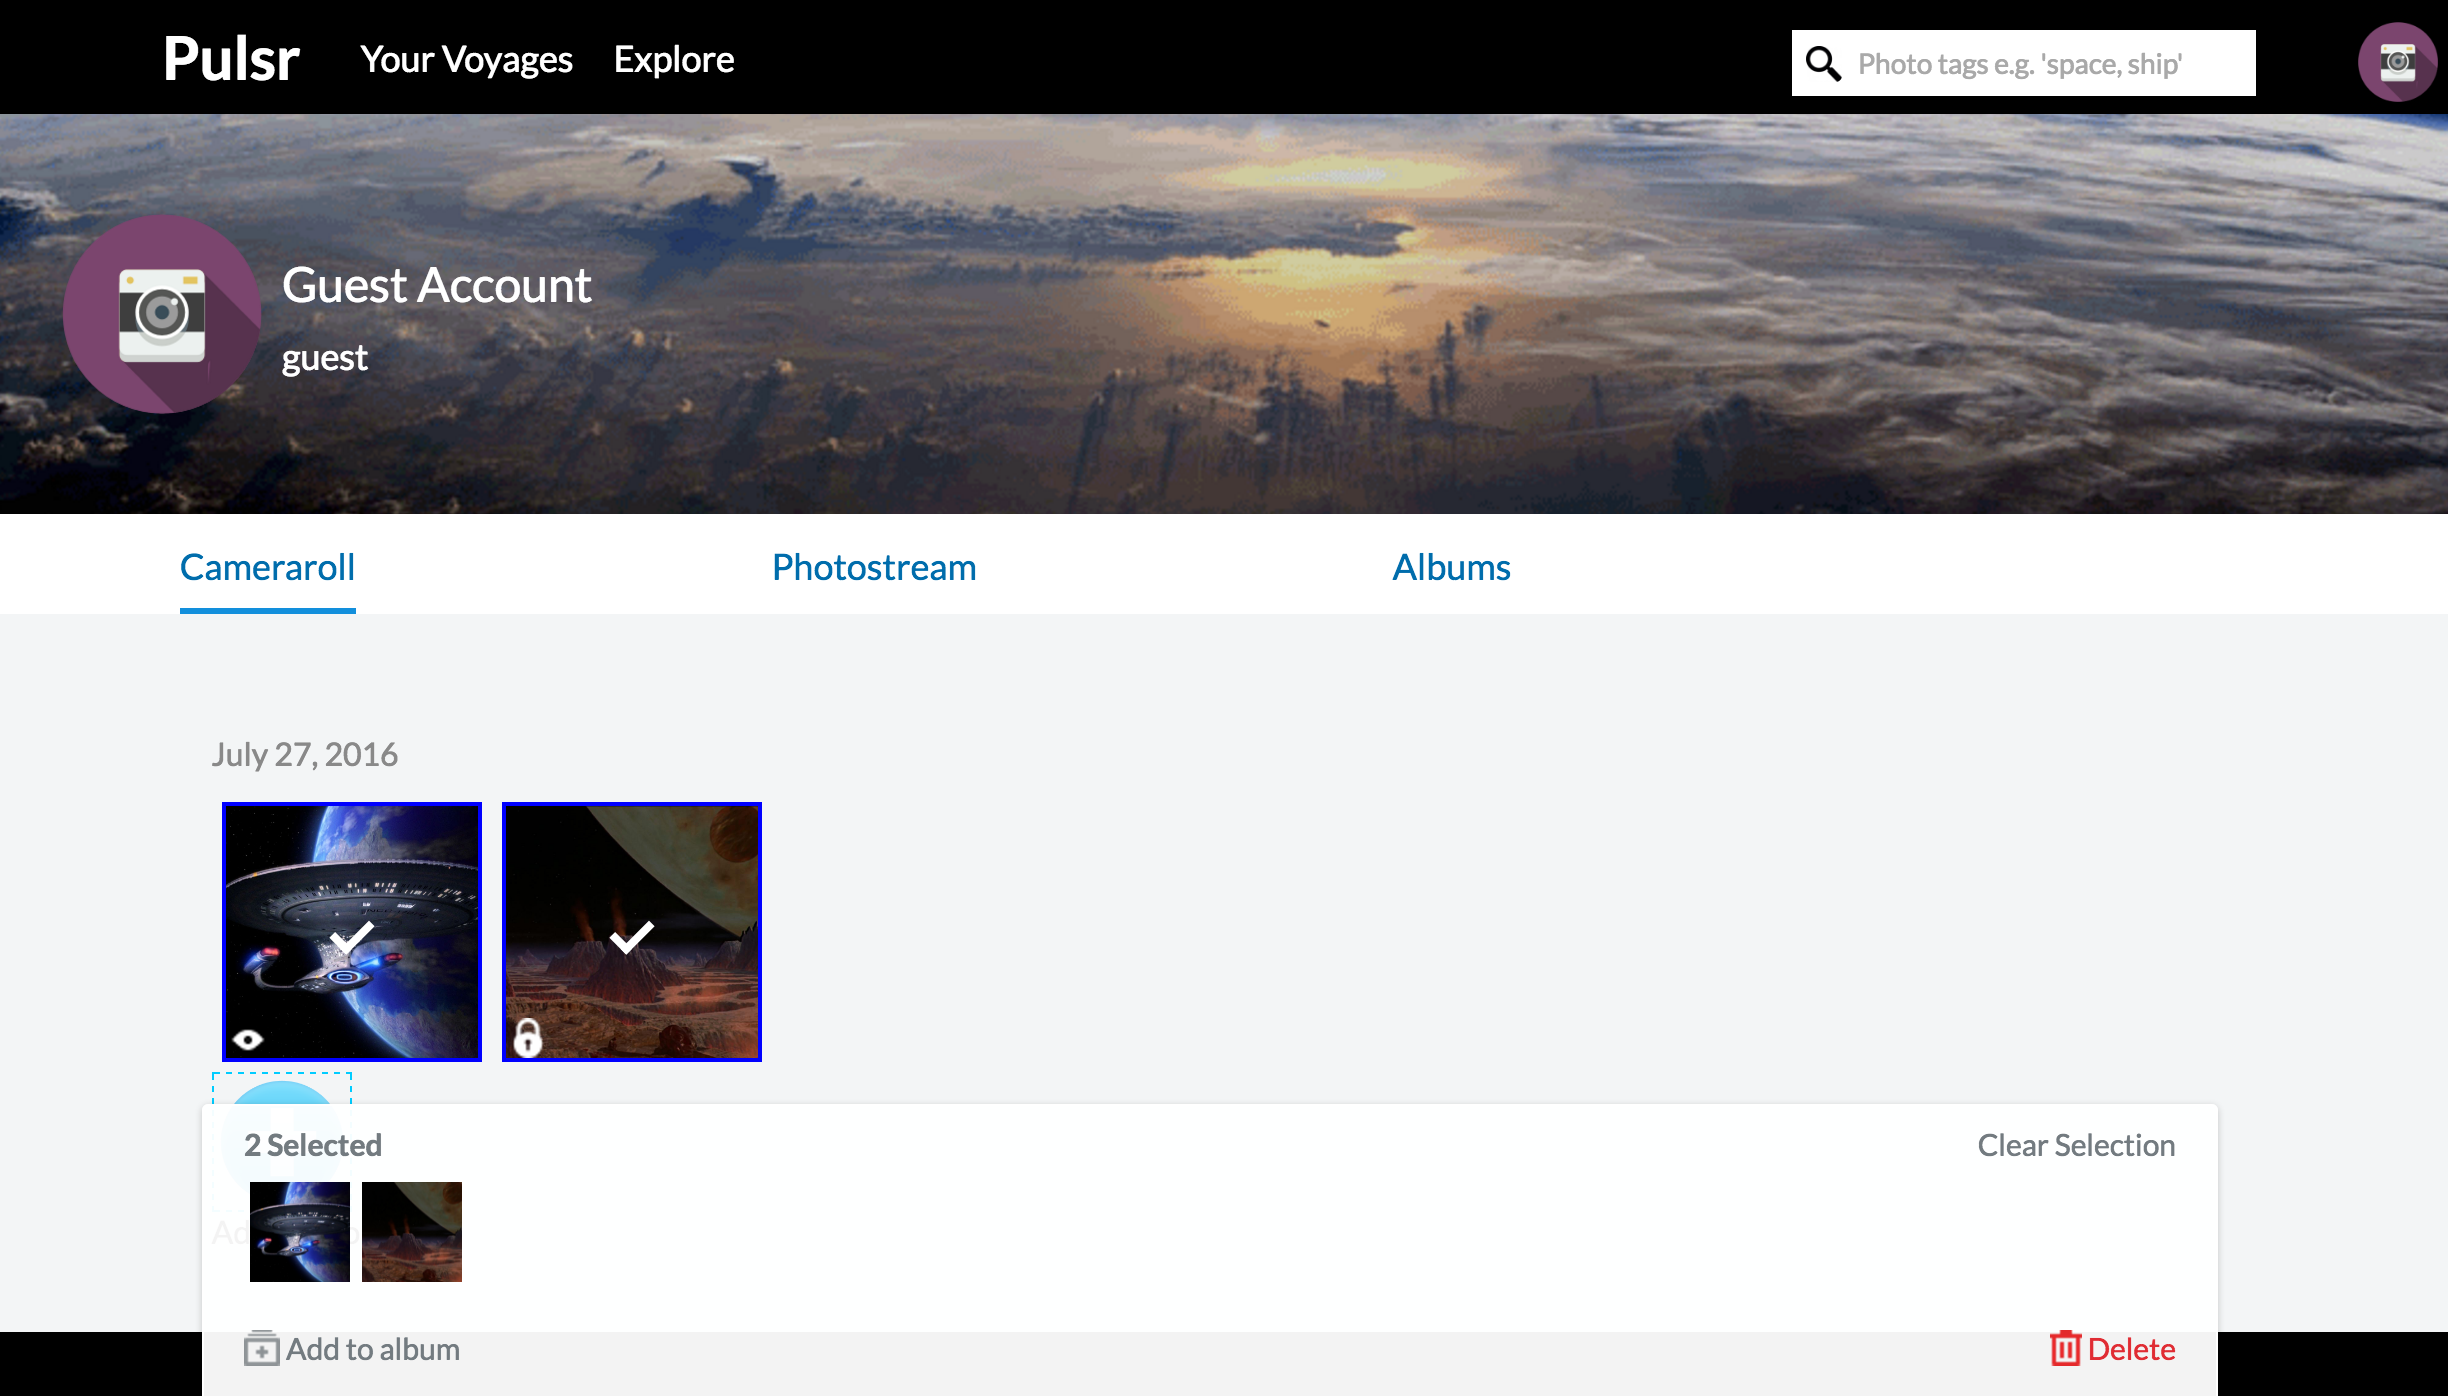 Pulsr Your Voyages Explore Photo tags e.g. 'space, ship'
Guest Account
guest
Cameraroll Photostream Albums
July 27, 2016
2 Selected Clear Selection
Add to album Delete